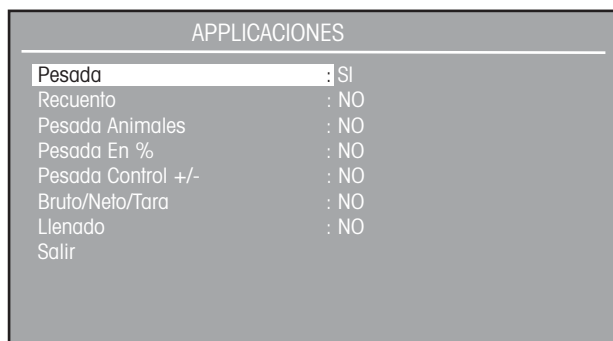 APPLICACIONES
Pesada : SI
Recuento : NO
Pesada Animales : NO
Pesada En % : NO
Pesada Control +/- : NO
Bruto/Neto/Tara : NO
Llenado : NO
Salir